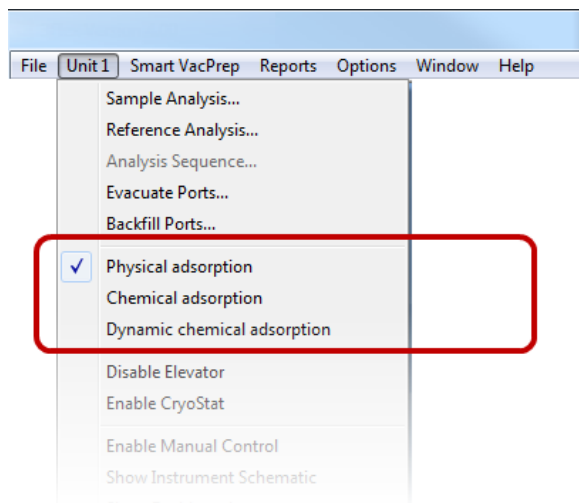 File Unit 1 Smart VacPrep Reports Options Window Help
Sample Analysis...
Reference Analysis...
Analysis Sequence...
Evacuate Ports...
Backfill Ports...
Physical adsorption
Chemical adsorption
Dynamic chemical adsorption
Disable Elevator
Enable CryoStat
Enable Manual Control
Show Instrument Schematic